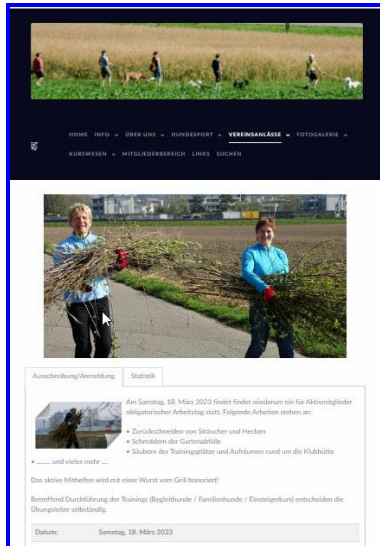 HOME INFO ÜBER UNS HUNDESPORT VEREINSANLÄSSE FOTOGALERIE
KURSWESEN MITGLIEDERBEREICH LINKS SUCHEN
Ausschreibung/Anmeldung Statistik
Am Samstag, 18. März 2023 findet findet wiederum ein für Aktivmitglieder
obligatorischer Arbeitstag statt. Folgende Arbeiten stehen an:
• Zurückschneiden von Sträucher und Hecken
• Schreddern der Gartenabfälle
• Säubern der Trainingsplätze und Aufräumen rund um die Klubhütte
• ......... und vieles mehr ....
Das aktive Mithelfen wird mit einer Wurst vom Grill honoriert!
Betreffend Durchführung der Trainings (Begleithunde / Familienhunde / Einsteigerkurs) entscheiden die
Übungsleiter selbständig.
Datum: Samstag, 18. März 2023